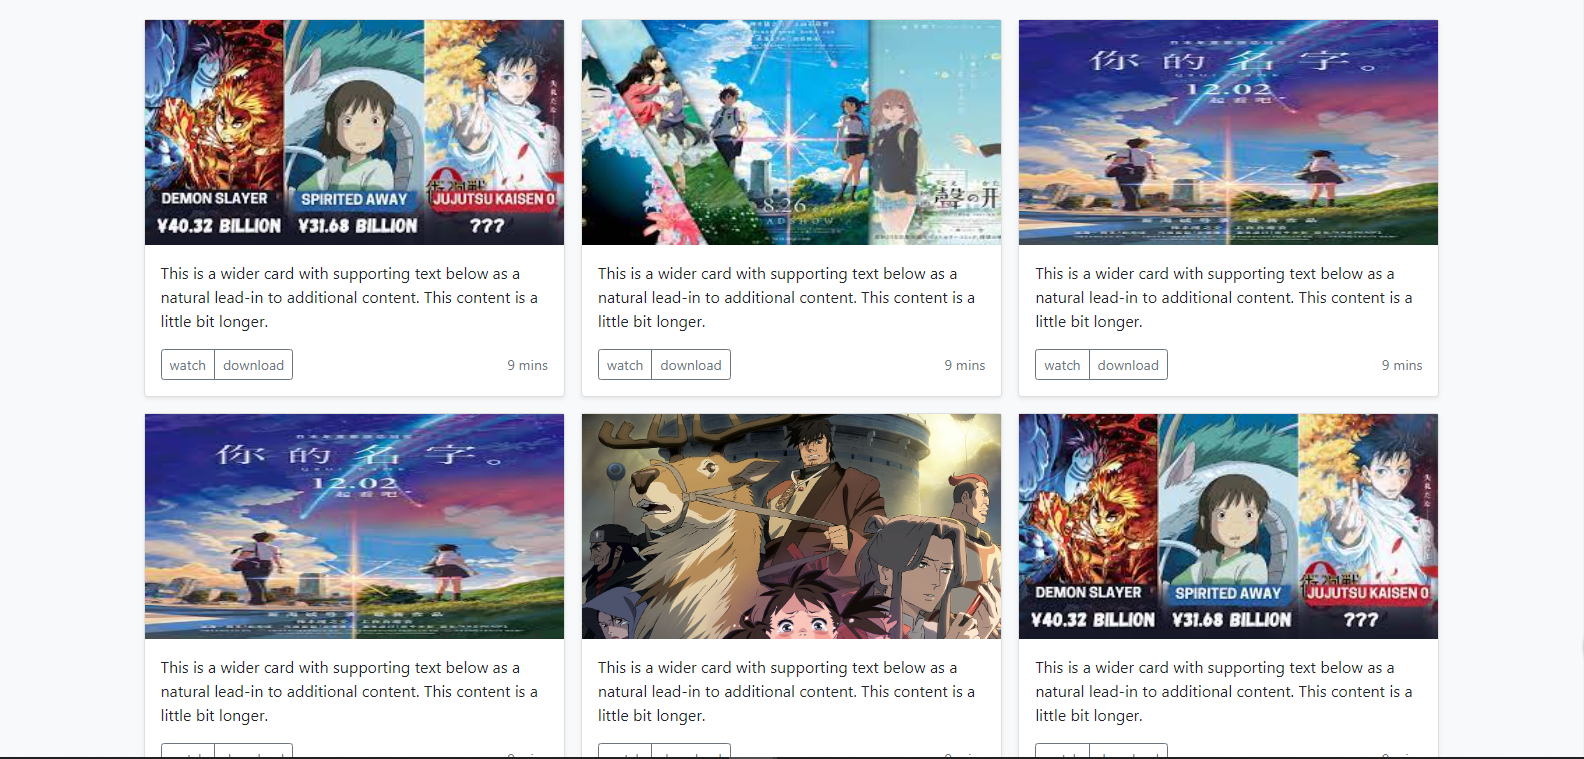 DEMON SLAYER
SPIRITED AWAY
JUJUTSU KAISEN 0
¥40.32 BILLION
¥31.68 BILLION
???
8.26
聲の形
你的名字。
12.02
一起看吧
This is a wider card with supporting text below as a
natural lead-in to additional content. This content is a
little bit longer.
watch
download
9 mins
This is a wider card with supporting text below as a
natural lead-in to additional content. This content is a
little bit longer.
watch
download
9 mins
This is a wider card with supporting text below as a
natural lead-in to additional content. This content is a
little bit longer.
watch
download
9 mins
你的名字。
12.02
一起看吧
DEMON SLAYER
SPIRITED AWAY
JUJUTSU KAISEN 0
¥40.32 BILLION
¥31.68 BILLION
???
This is a wider card with supporting text below as a
natural lead-in to additional content. This content is a
little bit longer.
This is a wider card with supporting text below as a
natural lead-in to additional content. This content is a
little bit longer.
This is a wider card with supporting text below as a
natural lead-in to additional content. This content is a
little bit longer.